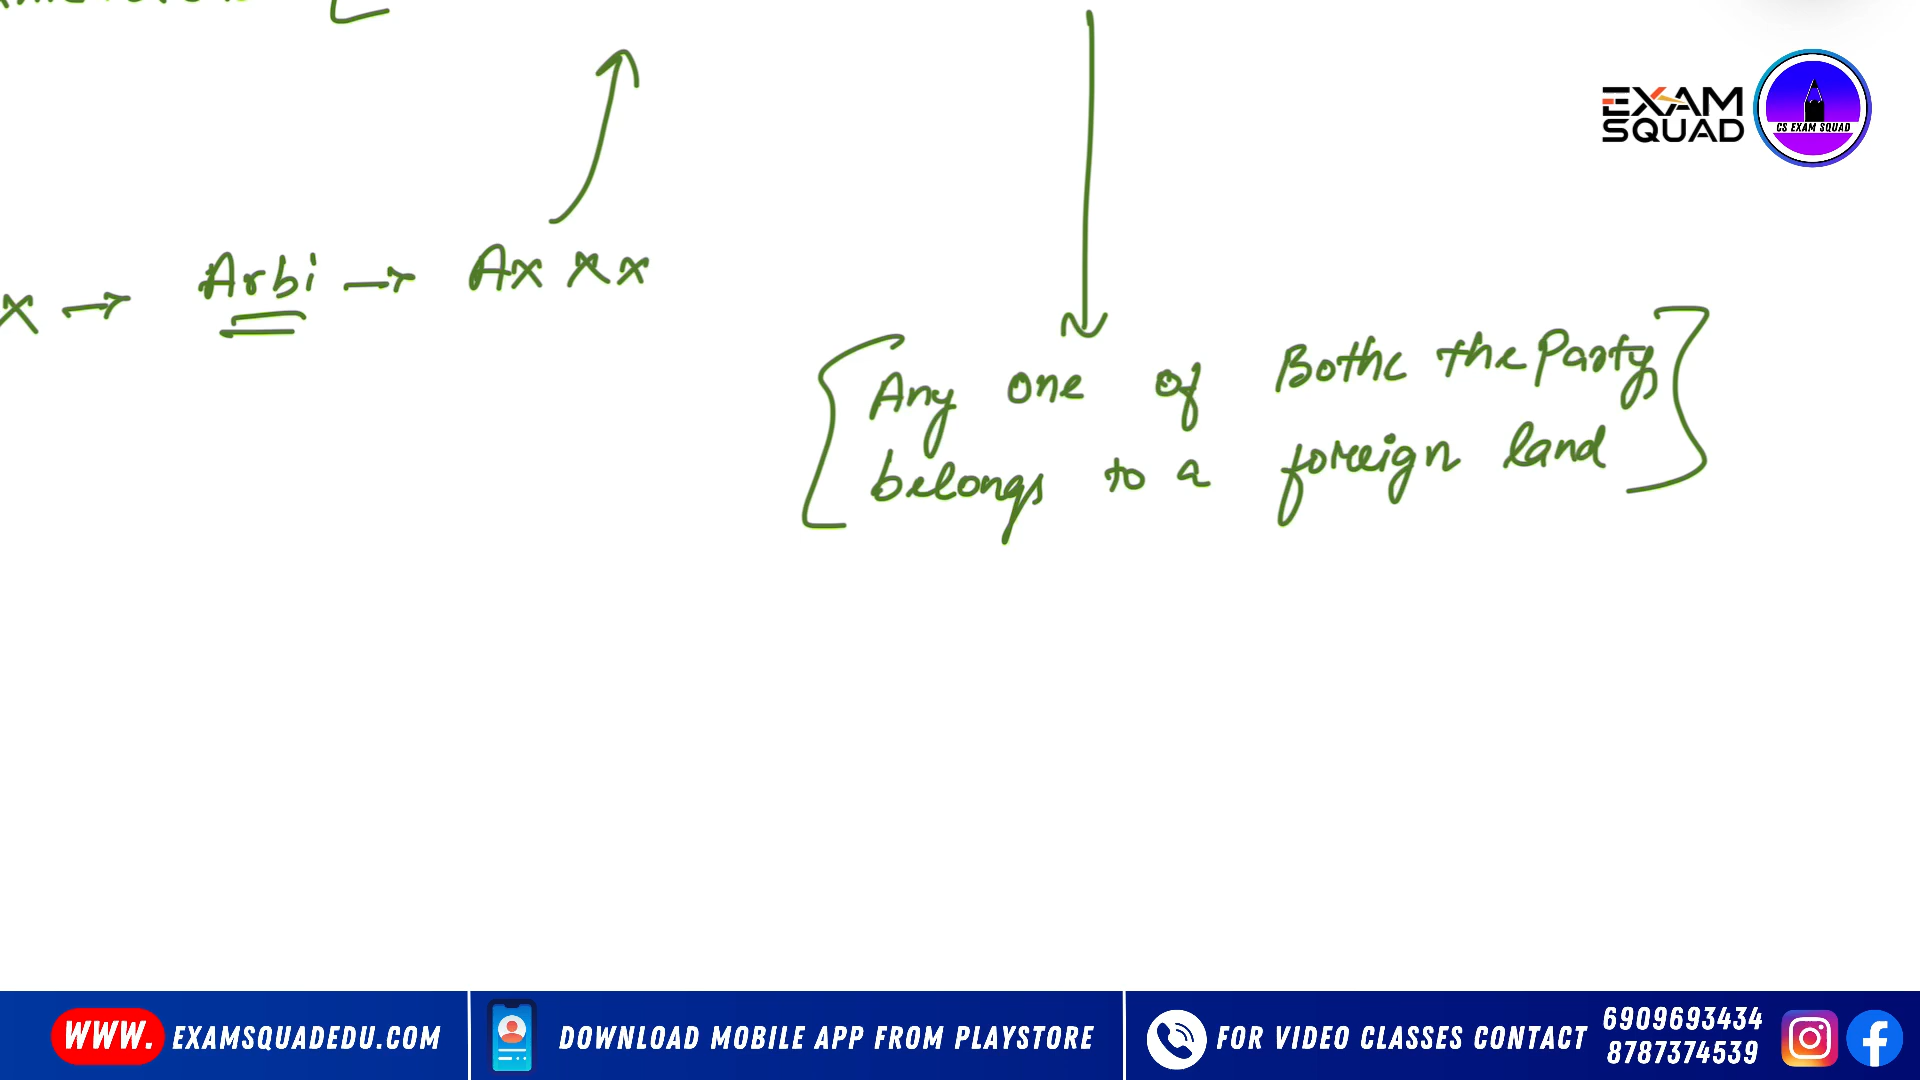 EXAM
SQUAD
CS EXAM SQUAD
x → Arbi → Ax x x
Any one of Bothc the Party
belongs to a foreign land
WWW. EXAMSQUADEDU.COM
DOWNLOAD MOBILE APP FROM PLAYSTORE
FOR VIDEO CLASSES CONTACT
6909693434
8787374539